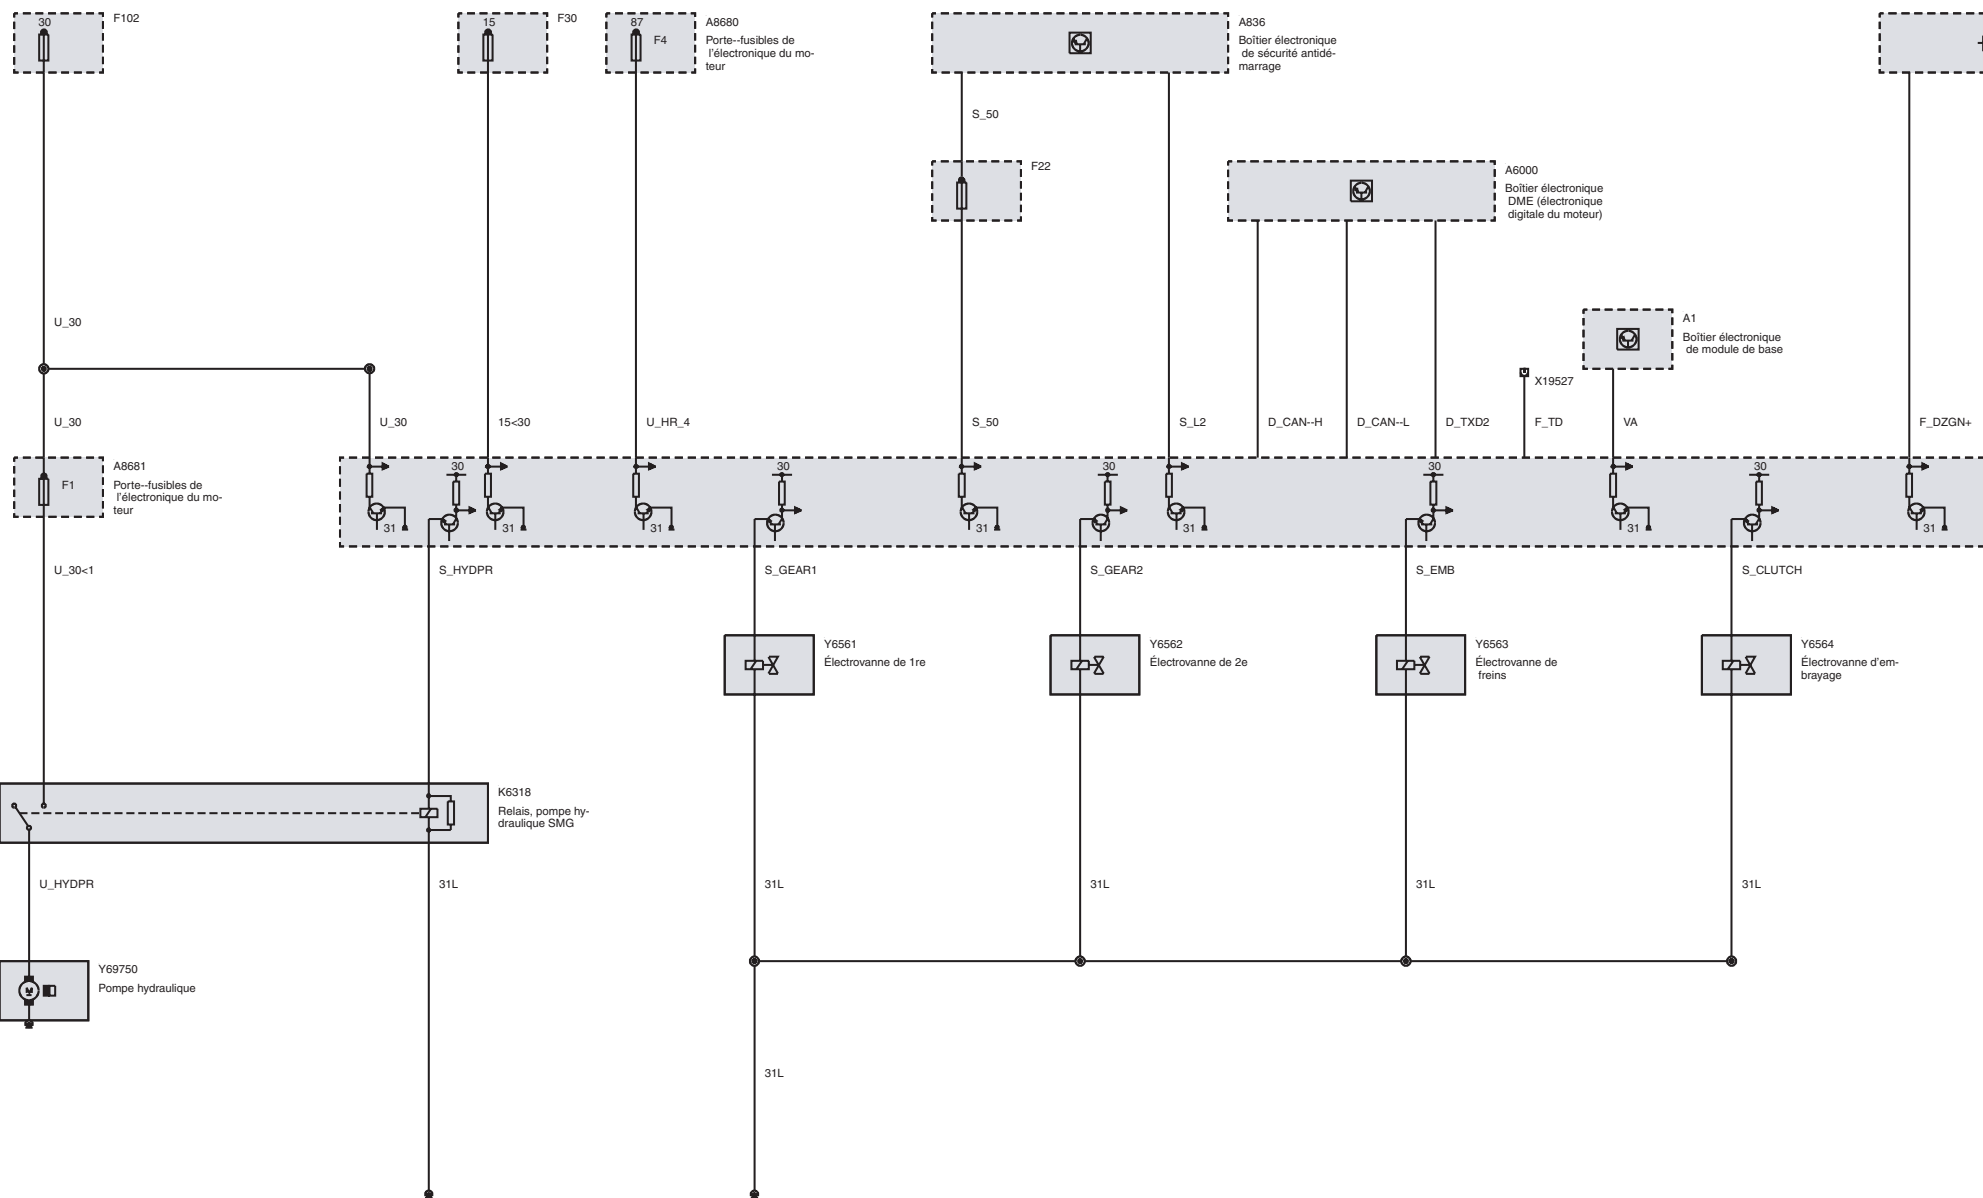 30
F102
15
F30
87
F4
A8680
Porte--fusibles de
l'électronique du mo-
teur
A836
Boîtier électronique
de sécurité antidé-
marrage
S_50
F22
A6000
Boîtier électronique
DME (électronique
digitale du moteur)
U_30
A1
Boîtier électronique
de module de base
X19527
U_30
U_30
15<30
U_HR_4
S_50
S_L2
D_CAN--H
D_CAN--L
D_TXD2
F_TD
VA
F_DZGN+
A8681
Porte--fusibles de
l'électronique du mo-
teur
F1
30
30
30
30
30
31
31
31
31
31
31
31
U_30<1
S_HYDPR
S_GEAR1
S_GEAR2
S_EMB
S_CLUTCH
Y6561
Électrovanne de 1re
Y6562
Électrovanne de 2e
Y6563
Électrovanne de
freins
Y6564
Électrovanne d'em-
brayage
K6318
Relais, pompe hy-
draulique SMG
U_HYDPR
31L
31L
31L
31L
31L
Y69750
Pompe hydraulique
M
31L